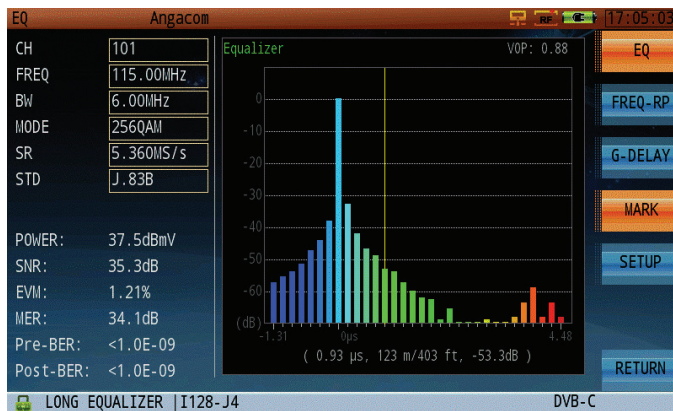 EQ Angacom RF 17:05:03
CH 101
FREQ 115.00MHz
BW 6.00MHz
MODE 256QAM
SR 5.360MS/s
STD J.83B
POWER: 37.5dBmV
SNR: 35.3dB
EVM: 1.21%
MER: 34.1dB
Pre-BER: <1.0E-09
Post-BER: <1.0E-09
Equalizer VOP: 0.88
0
-10
-20
-30
-40
-50
-60
(dB)
-1.31 0µs 4.48
( 0.93 µs, 123 m/403 ft, -53.3dB )
EQ
FREQ-RP
G-DELAY
MARK
SETUP
RETURN
LONG EQUALIZER |I128-J4 DVB-C